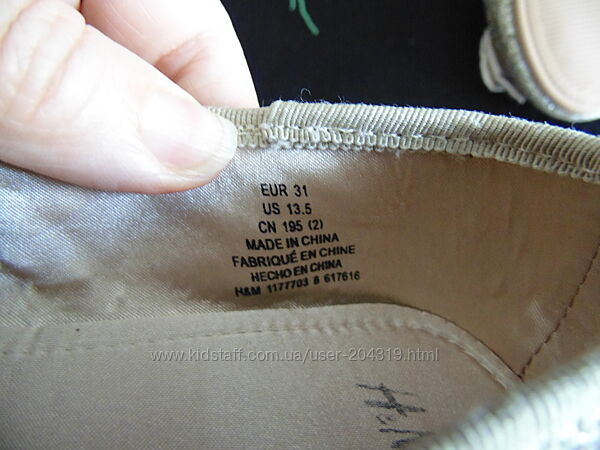 EUR 31
US 13.5
CN 195 (2)
MADE IN CHINA
FABRIQUÉ EN CHINE
HECHO EN CHINA
H&M 1177703 8 617616
www.kidstaff.com.ua/user-204319.html